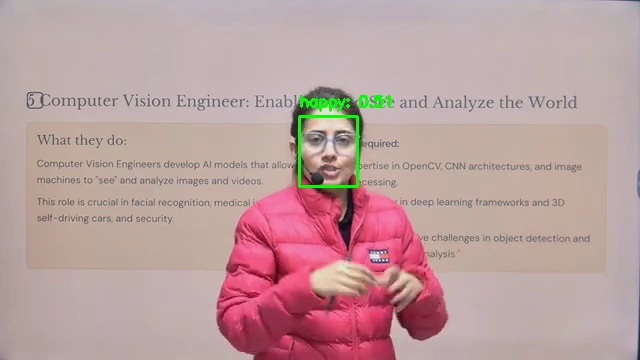 5 Computer Vision Engineer: Enabl
happy: 0.51
and Analyze the World
What they do:
equired:
Computer Vision Engineers develop AI models that allow
machines to "see" and analyze images and videos.
ertise in OpenCV, CNN architectures, and image
cessing.
This role is crucial in facial recognition, medical i
self-driving cars, and security.
in deep learning frameworks and 3D
ve challenges in object detection and
nalysis."